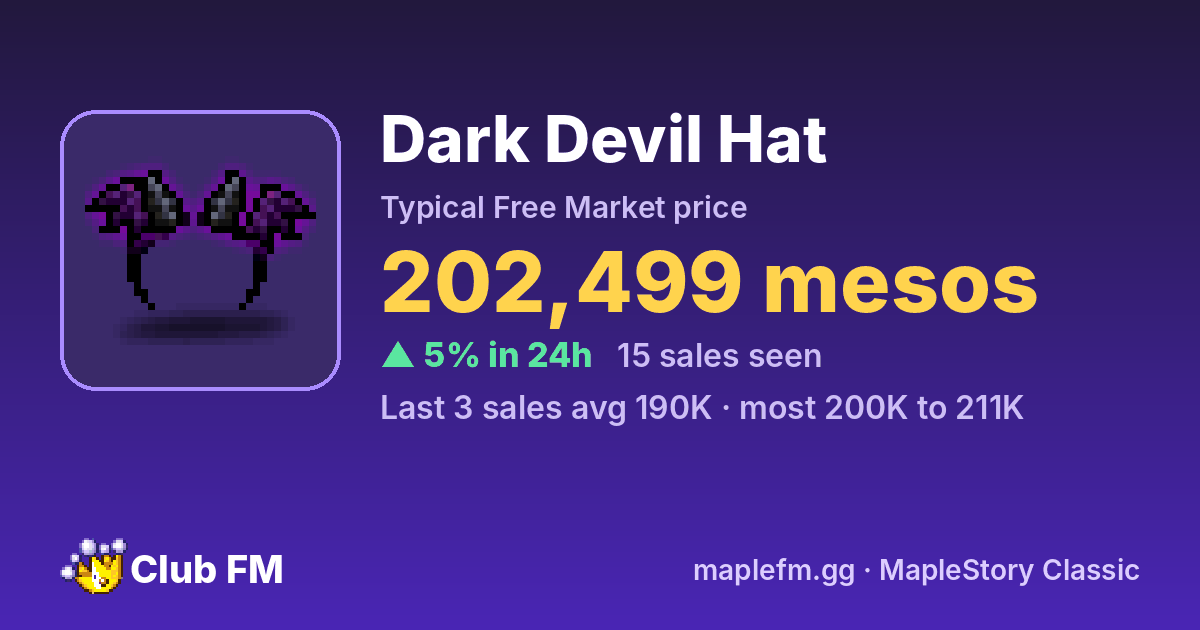 Dark Devil Hat
Typical Free Market price
202,499 mesos
▲ 5% in 24h 15 sales seen
Last 3 sales avg 190K · most 200K to 211K
Club FM
maplefm.gg · MapleStory Classic